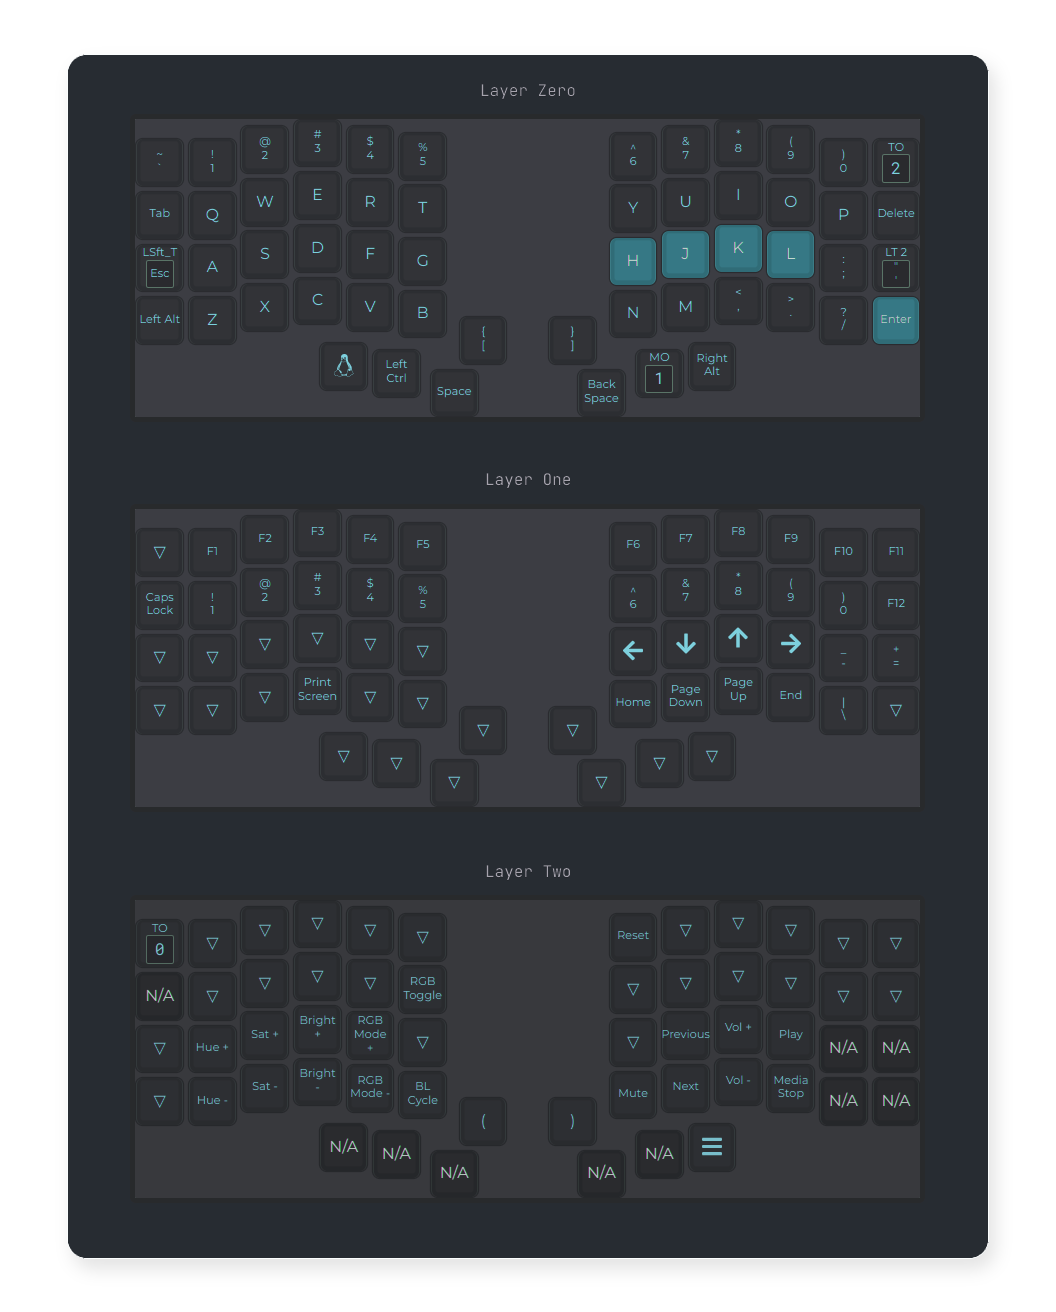 Layer Zero
~ ! @ # $ % ^ & * ( ) TO
` 1 2 3 4 5 6 7 8 9 0 2
Tab Q W E R T Y U I O P Delete
LSft_T A S D F G H J K L : LT 2
Esc ; "
'
Left Alt Z X C V B N M < > ? Enter
, . /
{ }
[ ]
Left MO Right
Ctrl 1 Alt
Space Back
Space
Layer One
F1 F2 F3 F4 F5 F6 F7 F8 F9 F10 F11
Caps ! @ # $ % ^ & * ( ) F12
Lock 1 2 3 4 5 6 7 8 9 0
← ↓ ↑ → _ +
- =
Print Home Page Page End |
Screen Down Up \
Layer Two
TO Reset
0
N/A RGB
Toggle
Hue + Sat + Bright RGB Previous Vol + Play N/A N/A
+ Mode
+
Hue - Sat - Bright RGB BL Mute Next Vol - Media N/A N/A
- Mode - Cycle Stop
( )
N/A N/A N/A N/A N/A